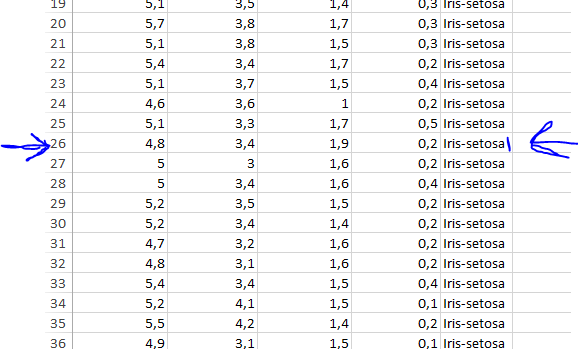 19 5,1 3,5 1,4 0,3 Iris-setosa
20 5,7 3,8 1,7 0,3 Iris-setosa
21 5,1 3,8 1,5 0,3 Iris-setosa
22 5,4 3,4 1,7 0,2 Iris-setosa
23 5,1 3,7 1,5 0,4 Iris-setosa
24 4,6 3,6 1 0,2 Iris-setosa
25 5,1 3,3 1,7 0,5 Iris-setosa
26 4,8 3,4 1,9 0,2 Iris-setosa
27 5 3 1,6 0,2 Iris-setosa
28 5 3,4 1,6 0,4 Iris-setosa
29 5,2 3,5 1,5 0,2 Iris-setosa
30 5,2 3,4 1,4 0,2 Iris-setosa
31 4,7 3,2 1,6 0,2 Iris-setosa
32 4,8 3,1 1,6 0,2 Iris-setosa
33 5,4 3,4 1,5 0,4 Iris-setosa
34 5,2 4,1 1,5 0,1 Iris-setosa
35 5,5 4,2 1,4 0,2 Iris-setosa
36 4,9 3,1 1,5 0,1 Iris-setosa